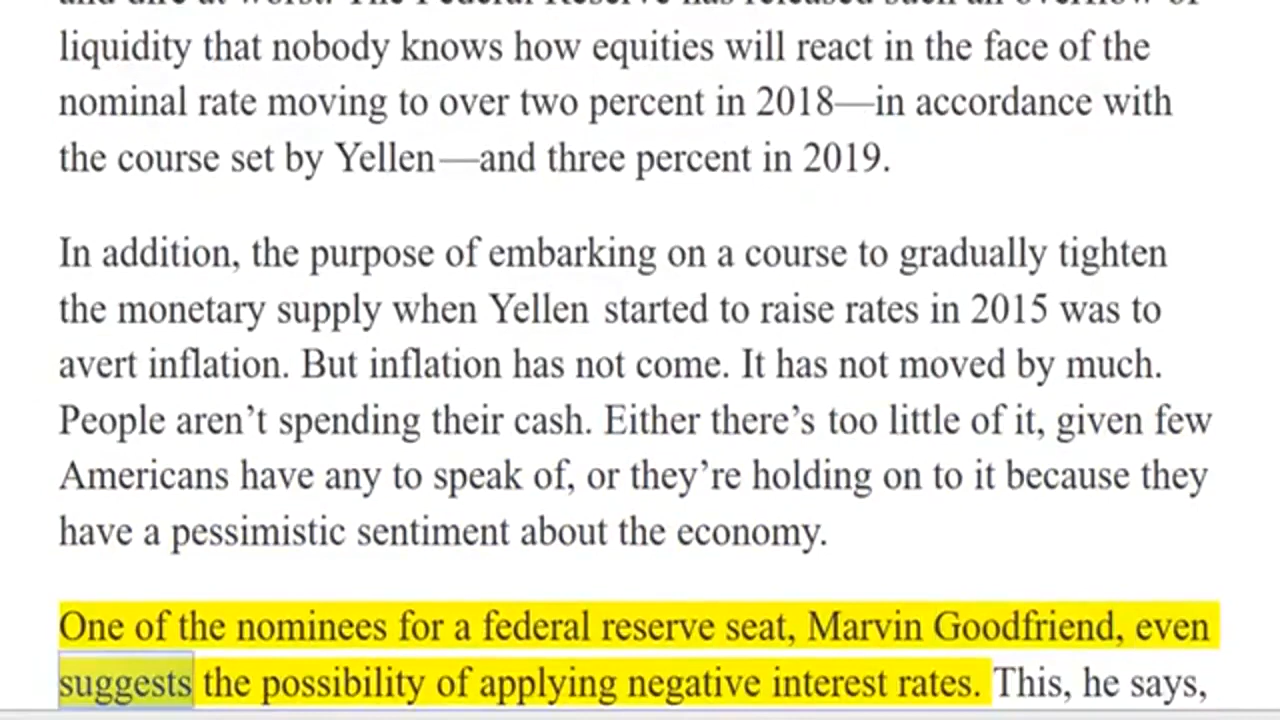 liquidity that nobody knows how equities will react in the face of the
nominal rate moving to over two percent in 2018—in accordance with
the course set by Yellen—and three percent in 2019.
In addition, the purpose of embarking on a course to gradually tighten
the monetary supply when Yellen started to raise rates in 2015 was to
avert inflation. But inflation has not come. It has not moved by much.
People aren’t spending their cash. Either there’s too little of it, given few
Americans have any to speak of, or they’re holding on to it because they
have a pessimistic sentiment about the economy.
One of the nominees for a federal reserve seat, Marvin Goodfriend, even
suggests the possibility of applying negative interest rates. This, he says,